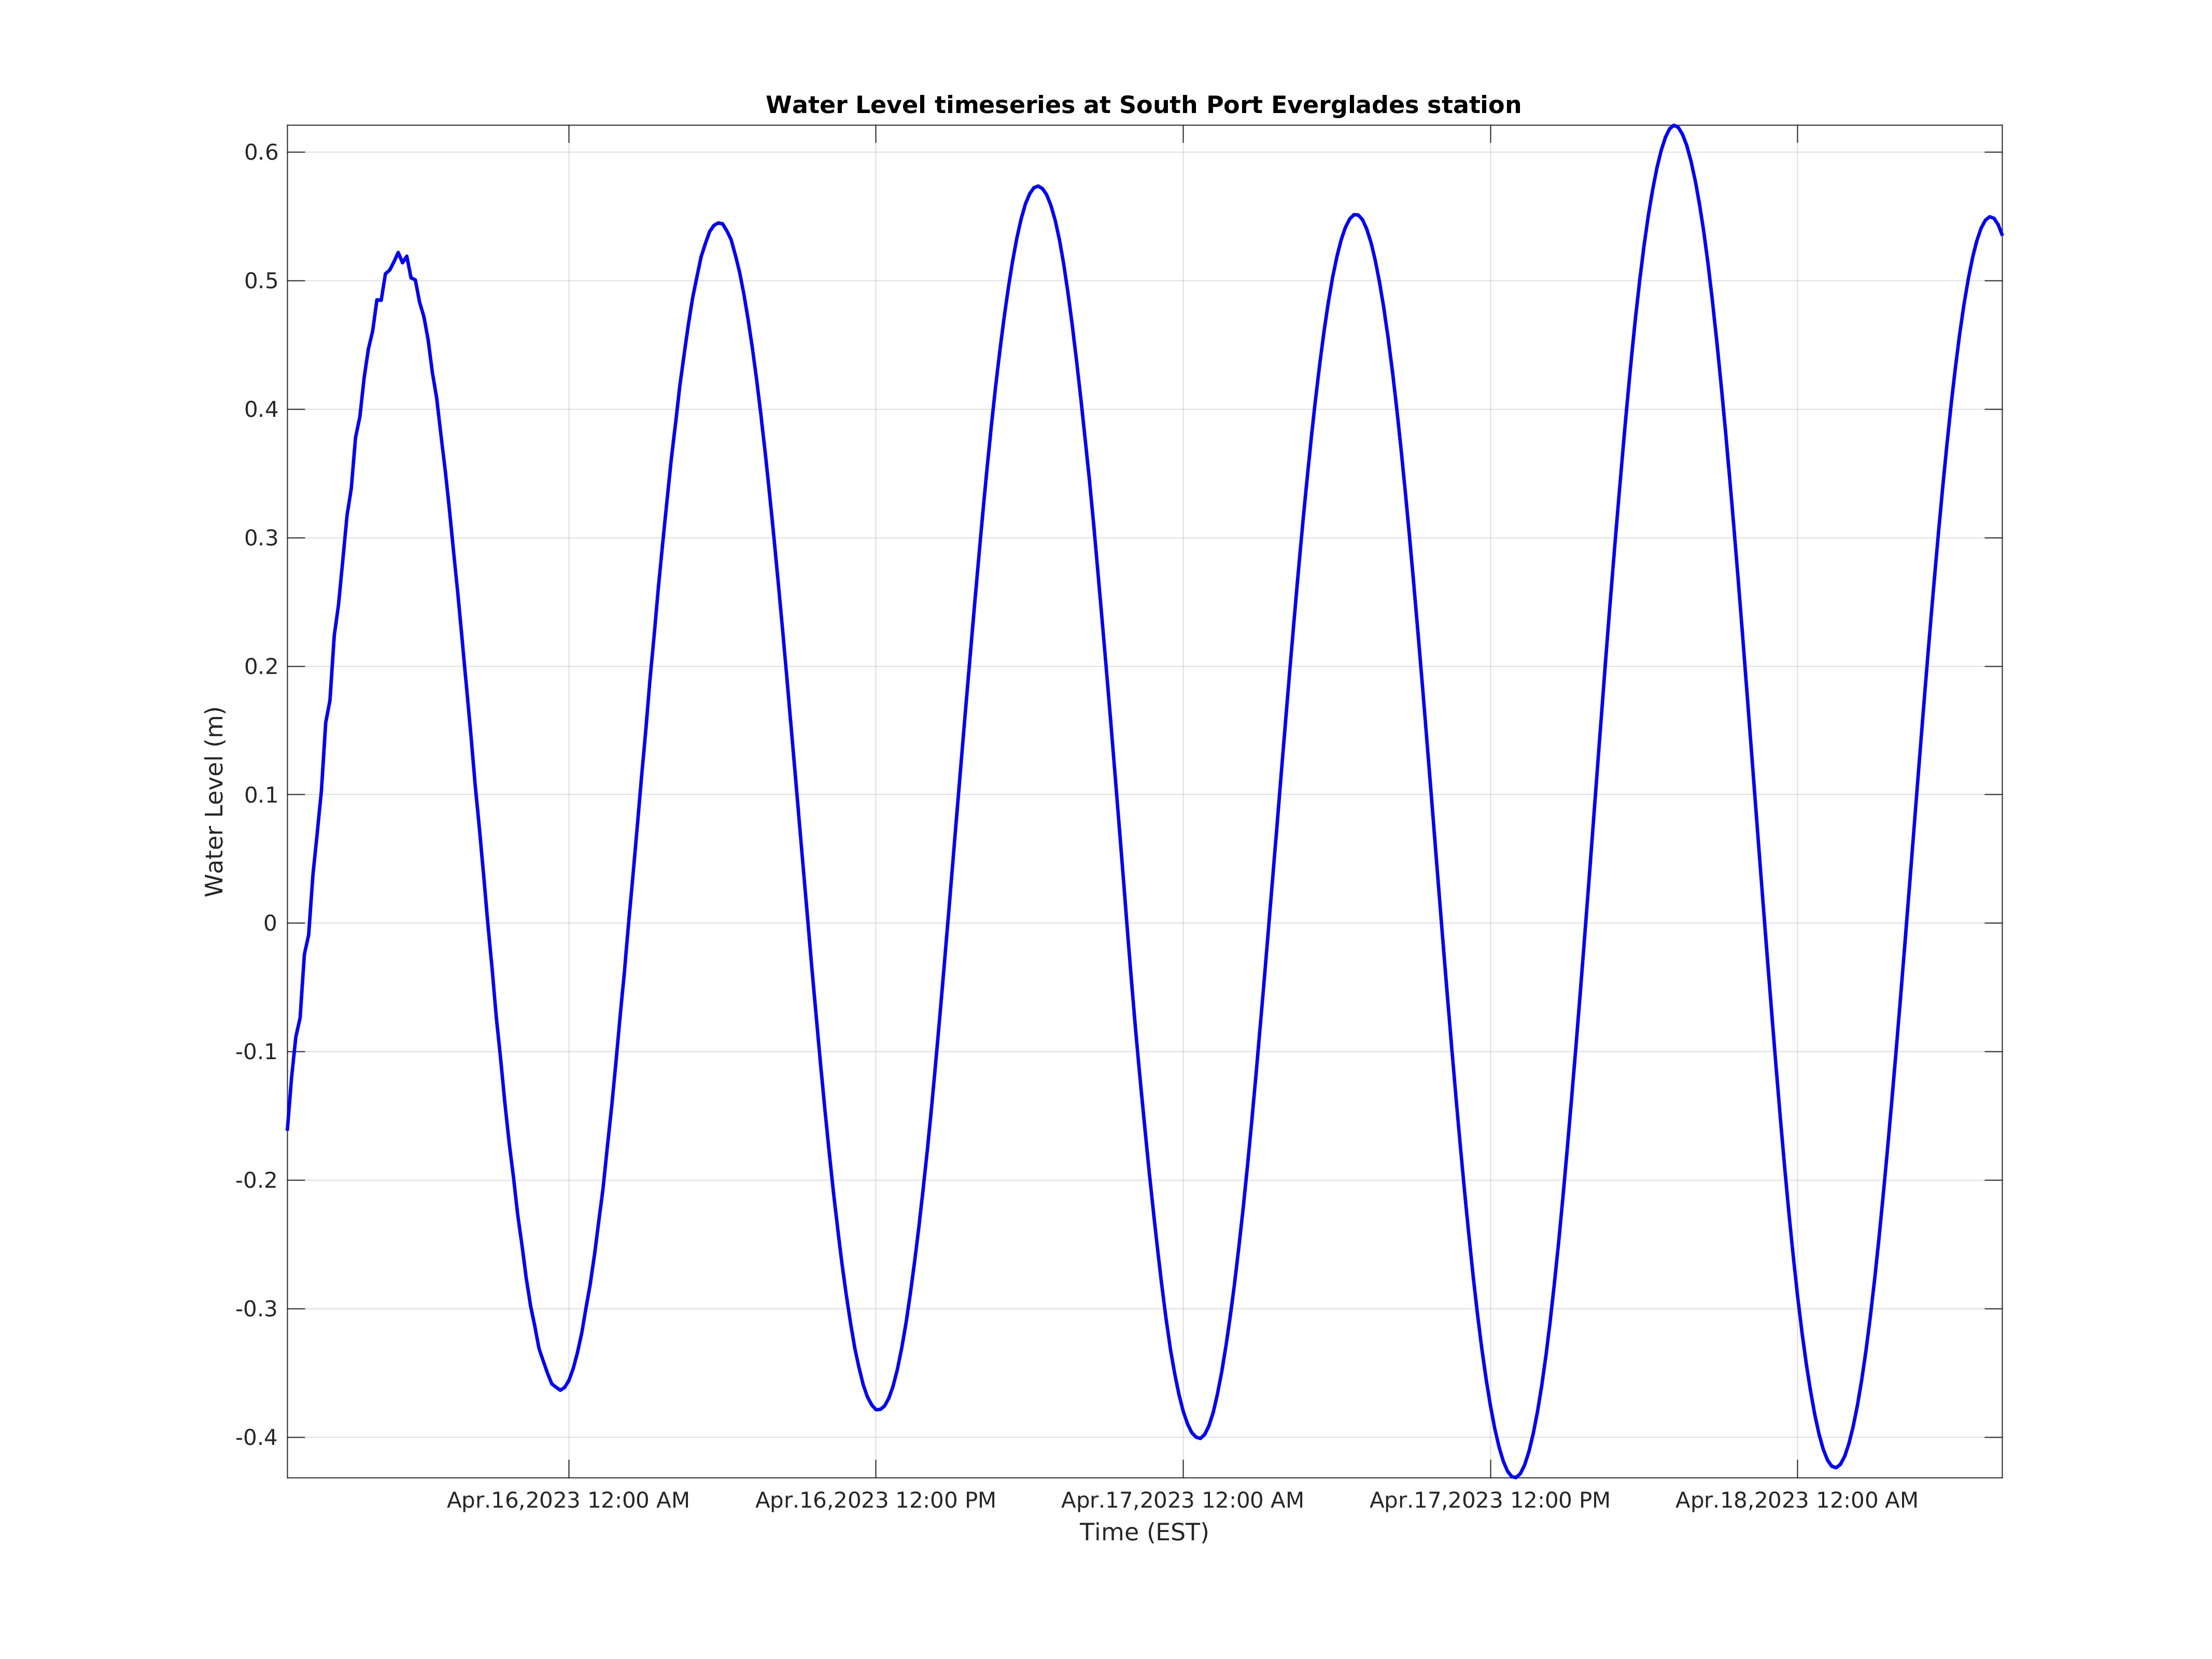 Water Level timeseries at South Port Everglades station
0.6
0.5
0.4
0.3
0.2
0.1
0
-0.1
-0.2
-0.3
-0.4
Water Level (m)
Apr.16,2023 12:00 AM
Apr.16,2023 12:00 PM
Apr.17,2023 12:00 AM
Apr.17,2023 12:00 PM
Apr.18,2023 12:00 AM
Time (EST)